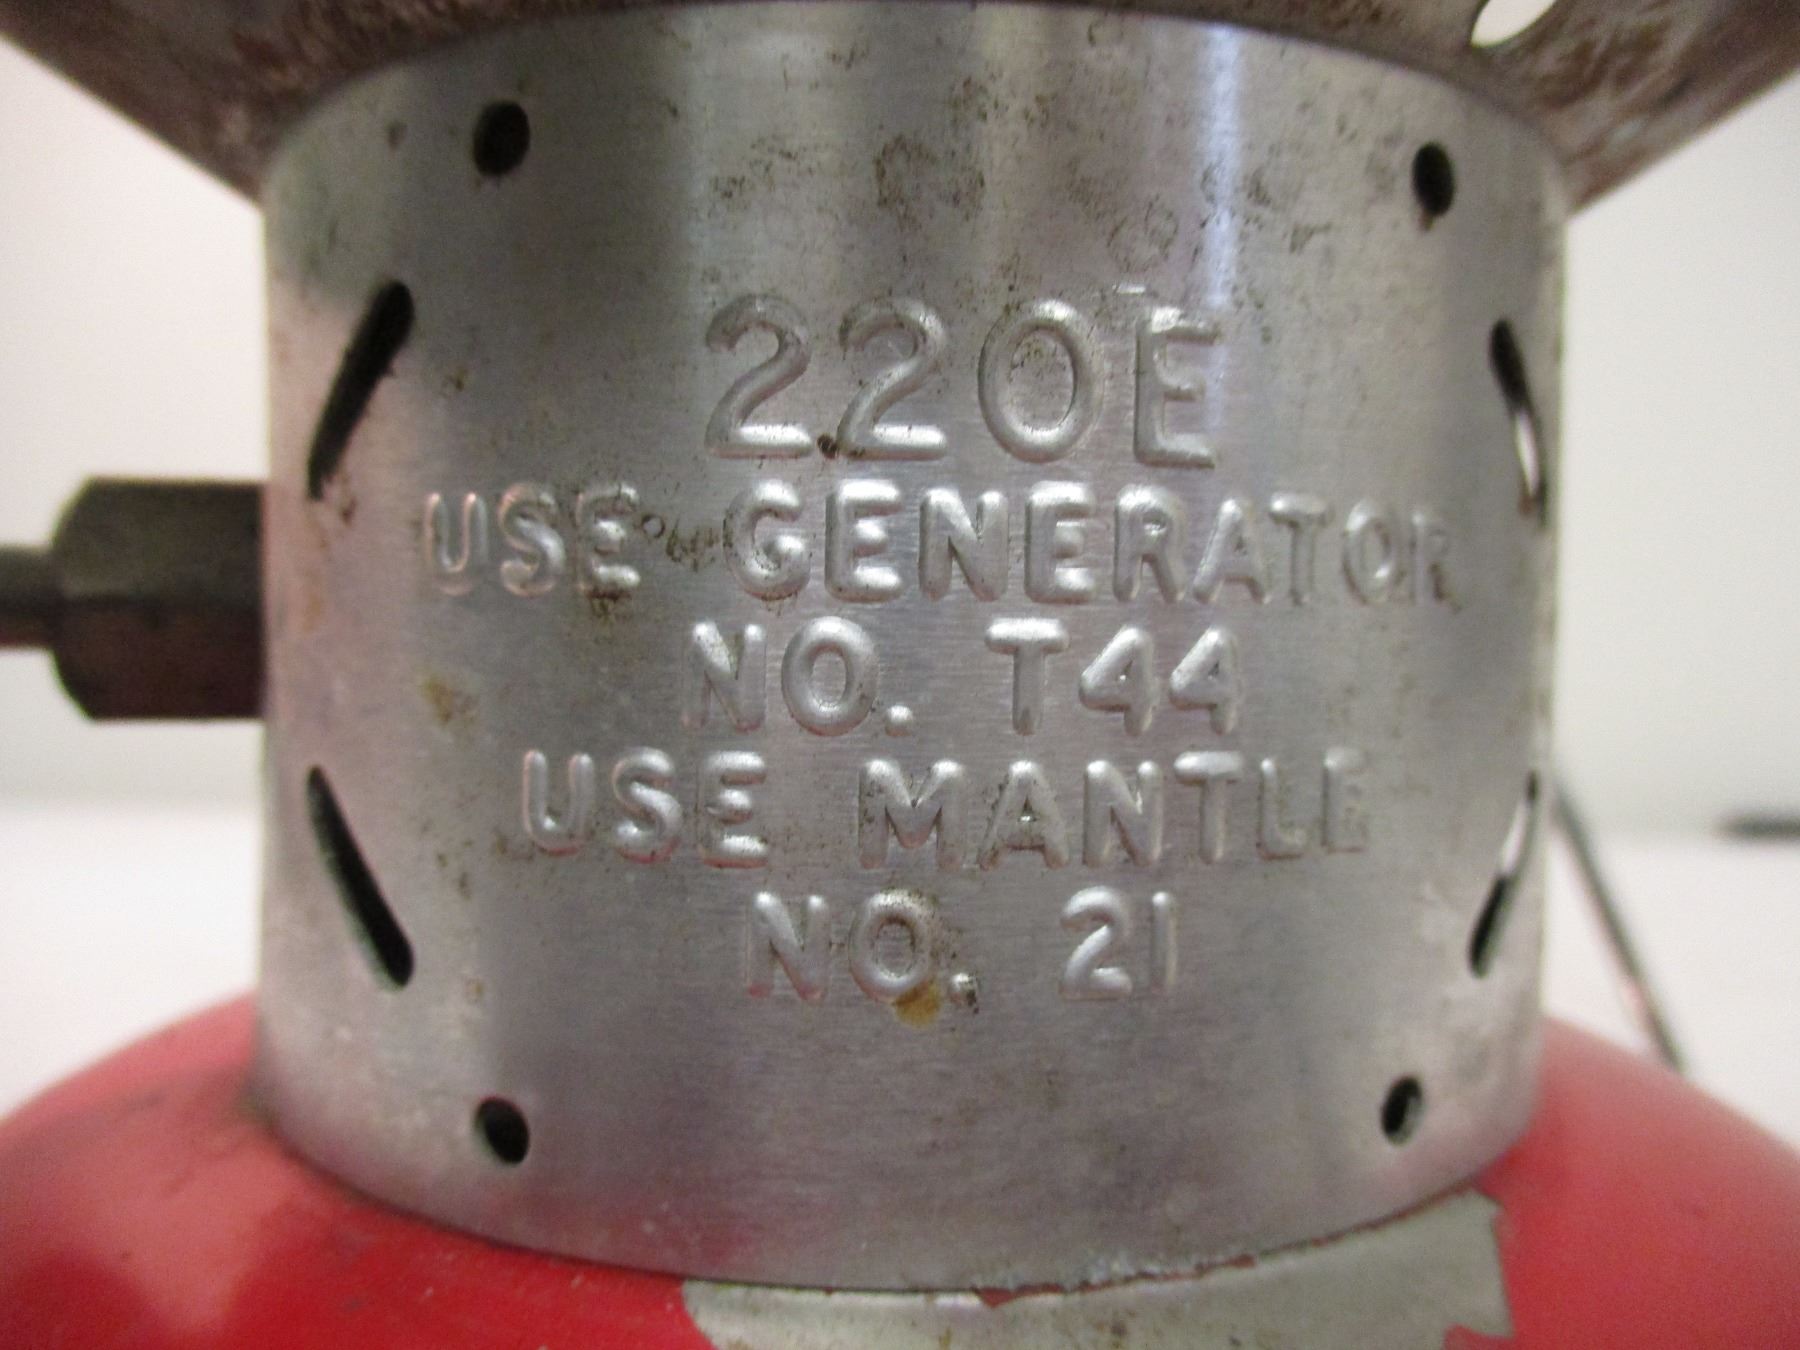 220E
USE GENERATOR
NO. T44
USE MANTLE
NO. 21